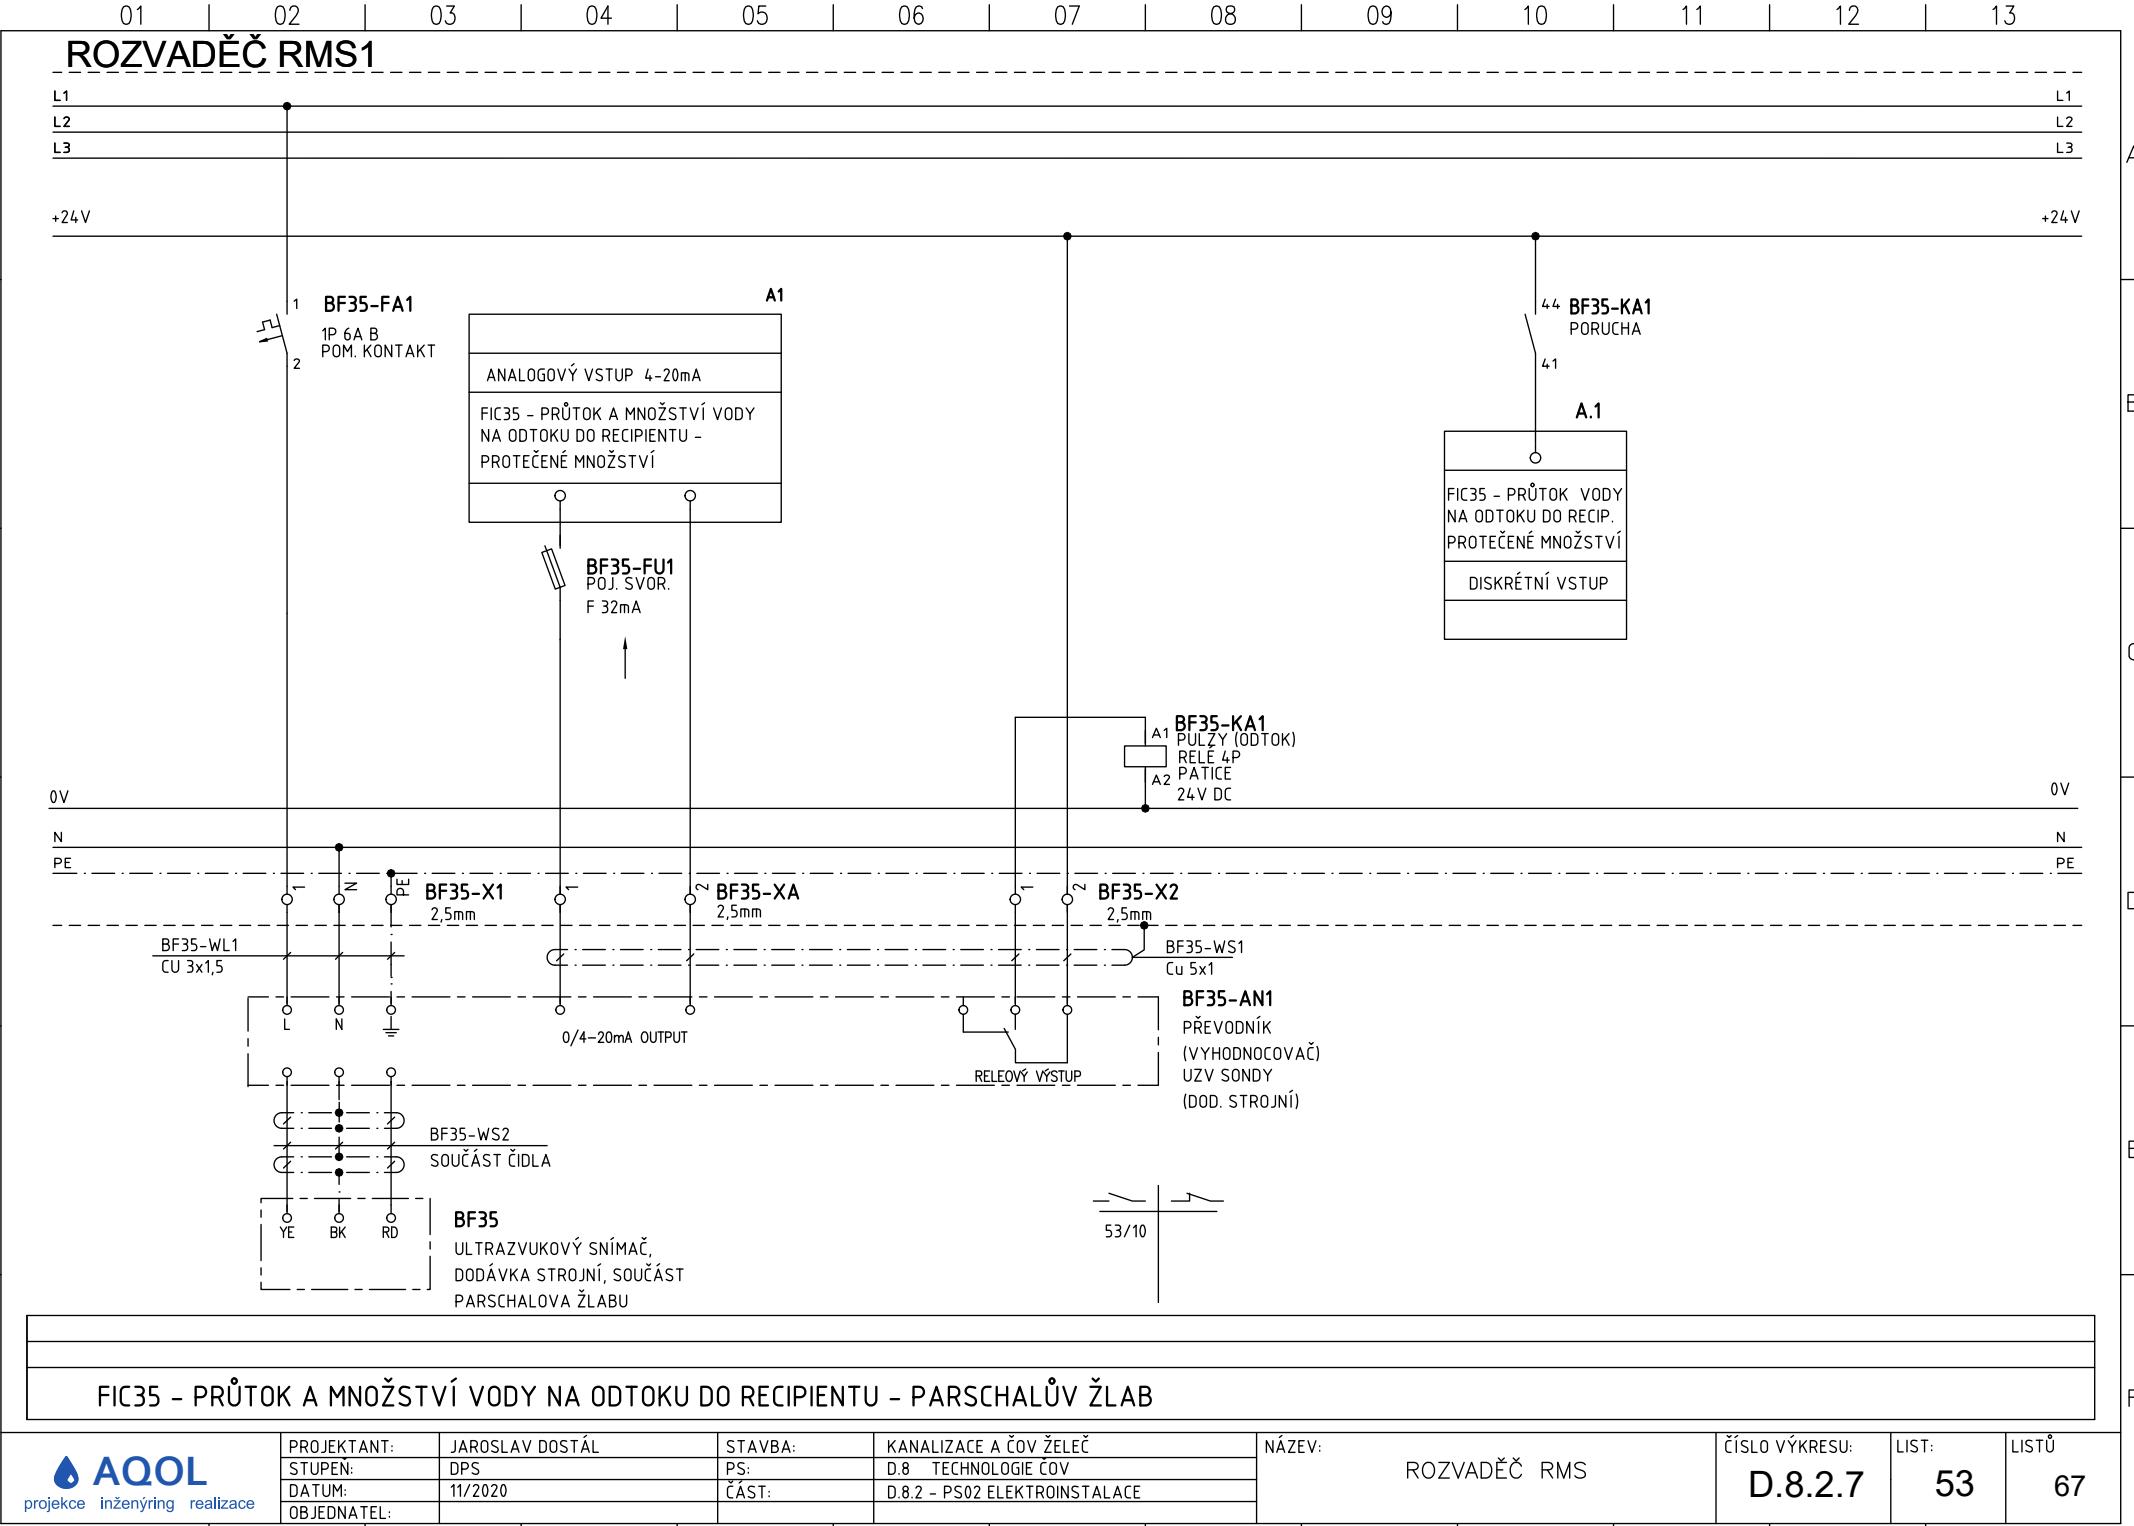 01 02 03 04 05 06 07 08 09 10 11 12 13
ROZVADĚČ RMS1
L1 L1
L2 L2
L3 L3
A
+24V +24V
1 BF35-FA1
1P 6A B
POM. KONTAKT
2
A1
ANALOGOVÝ VSTUP 4-20mA
FIC35 - PRŮTOK A MNOŽSTVÍ VODY
NA ODTOKU DO RECIPIENTU -
PROTEČENÉ MNOŽSTVÍ
44 BF35-KA1
PORUCHA
41
A.1
FIC35 - PRŮTOK VODY
NA ODTOKU DO RECIP.
PROTEČENÉ MNOŽSTVÍ
DISKRÉTNÍ VSTUP
BF35-FU1
POJ. SVOR.
F 32mA
A1 BF35-KA1
PULZY (ODTOK)
RELÉ 4P
A2 PATICE
24V DC
0V 0V
N N
PE PE
1 N PE BF35-X1
2,5mm
1 2 BF35-XA
2,5mm
1 2 BF35-X2
2,5mm
D
BF35-WL1
CU 3x1,5
BF35-WS1
Cu 5x1
L N
0/4-20mA OUTPUT
RELEOVÝ VÝSTUP
BF35-AN1
PŘEVODNÍK
(VYHODNOCOVAČ)
UZV SONDY
(DOD. STROJNÍ)
BF35-WS2
SOUČÁST ČIDLA
E
YE BK RD
BF35
ULTRAZVUKOVÝ SNÍMAČ,
DODÁVKA STROJNÍ, SOUČÁST
PARSCHALOVA ŽLABU
53/10
FIC35 - PRŮTOK A MNOŽSTVÍ VODY NA ODTOKU DO RECIPIENTU - PARSCHALŮV ŽLAB
F
AQOL
projekce inženýring realizace
PROJEKTANT: JAROSLAV DOSTÁL
STUPEŇ: DPS
DATUM: 11/2020
OBJEDNATEL:
STAVBA: KANALIZACE A ČOV ŽELEČ
PS: D.8 TECHNOLOGIE ČOV
ČÁST: D.8.2 - PS02 ELEKTROINSTALACE
NÁZEV:
ROZVADĚČ RMS
ČÍSLO VÝKRESU:
D.8.2.7
LIST:
53
LISTŮ
67